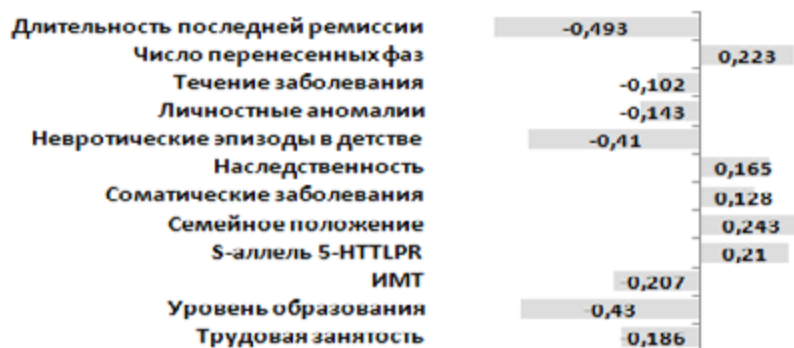 Длительность последней ремиссии -0,493
Число перенесенных фаз 0,223
Течение заболевания -0,102
Личностные аномалии -0,143
Невротические эпизоды в детстве -0,41
Наследственность 0,165
Соматические заболевания 0,128
Семейное положение 0,243
S-аллель 5-HTTLPR 0,21
ИМТ -0,207
Уровень образования -0,43
Трудовая занятость -0,186